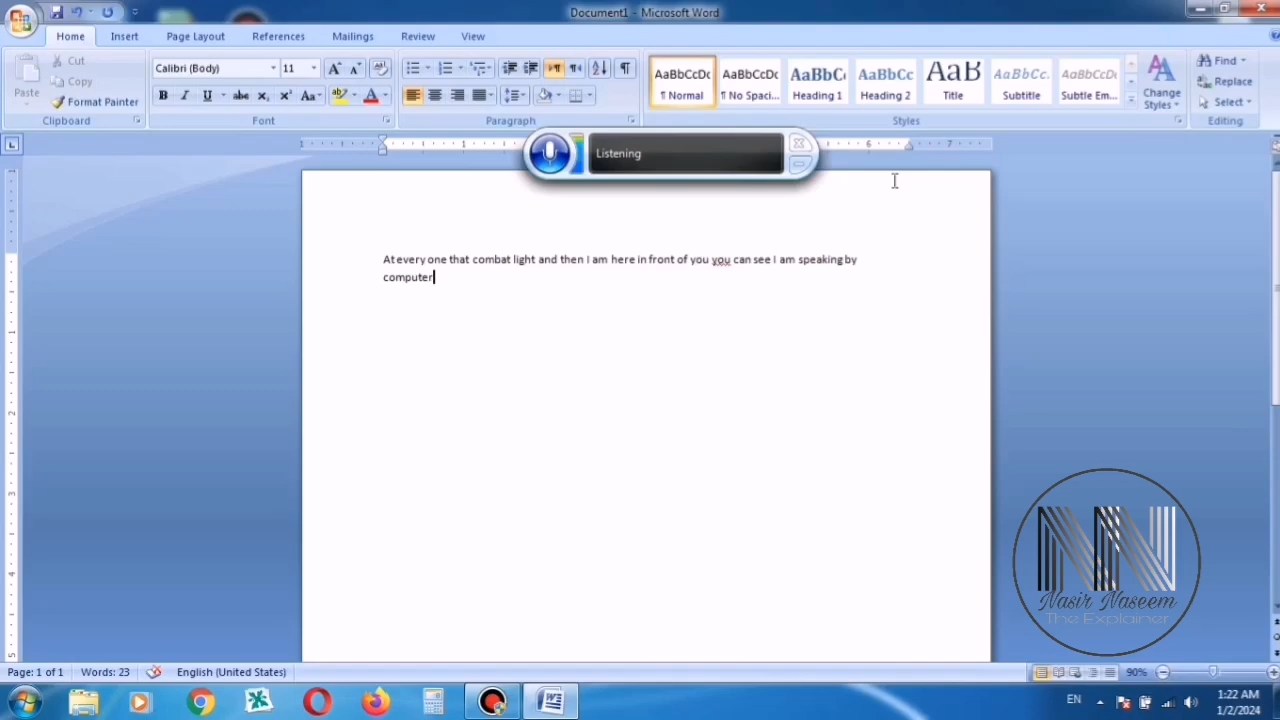 Document1 - Microsoft Word
Home Insert Page Layout References Mailings Review View
Paste
Cut
Copy
Format Painter
Clipboard
Calibri (Body) 11
Font
Paragraph
AaBbCcDc AaBbCcDc AaBbC AaBbCc AaB AaBbCc. AaBbCcDc
¶ Normal ¶ No Spaci... Heading 1 Heading 2 Title Subtitle Subtle Em...
Change Styles
Styles
Find
Replace
Select
Editing
Listening
At every one that combat light and then I am here in front of you you can see I am speaking by
computer
Nasir Naseem
The Explainer
Page: 1 of 1 Words: 23 English (United States) 90%
EN 1:22 AM
1/2/2024